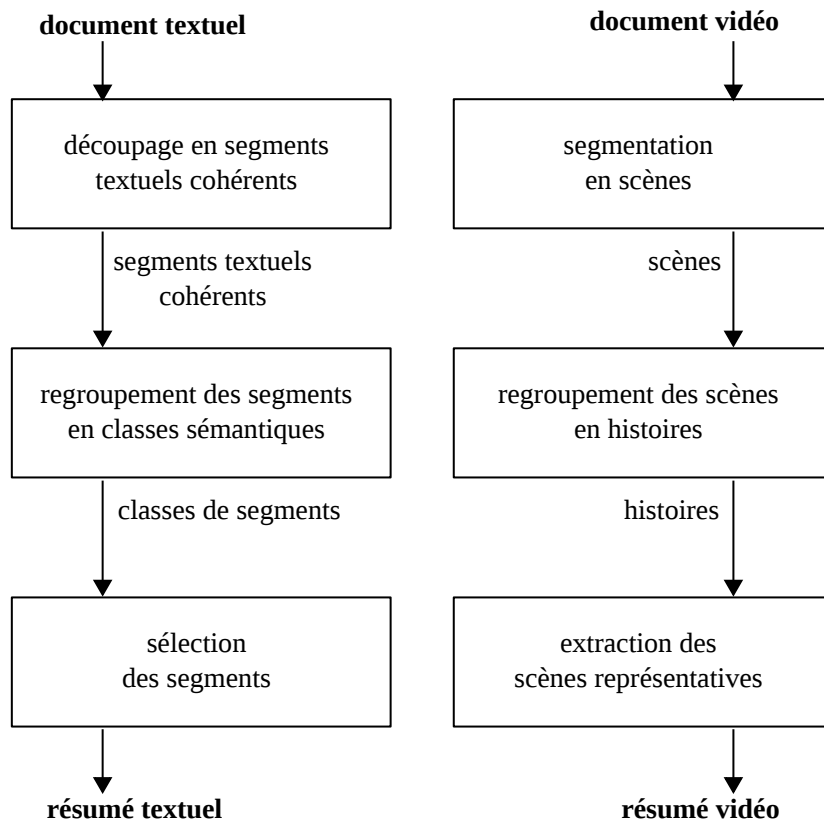 document textuel
découpage en segments
textuels cohérents
segments textuels
cohérents
regroupement des segments
en classes sémantiques
classes de segments
sélection
des segments
résumé textuel
document vidéo
segmentation
en scènes
scènes
regroupement des scènes
en histoires
histoires
extraction des
scènes représentatives
résumé vidéo